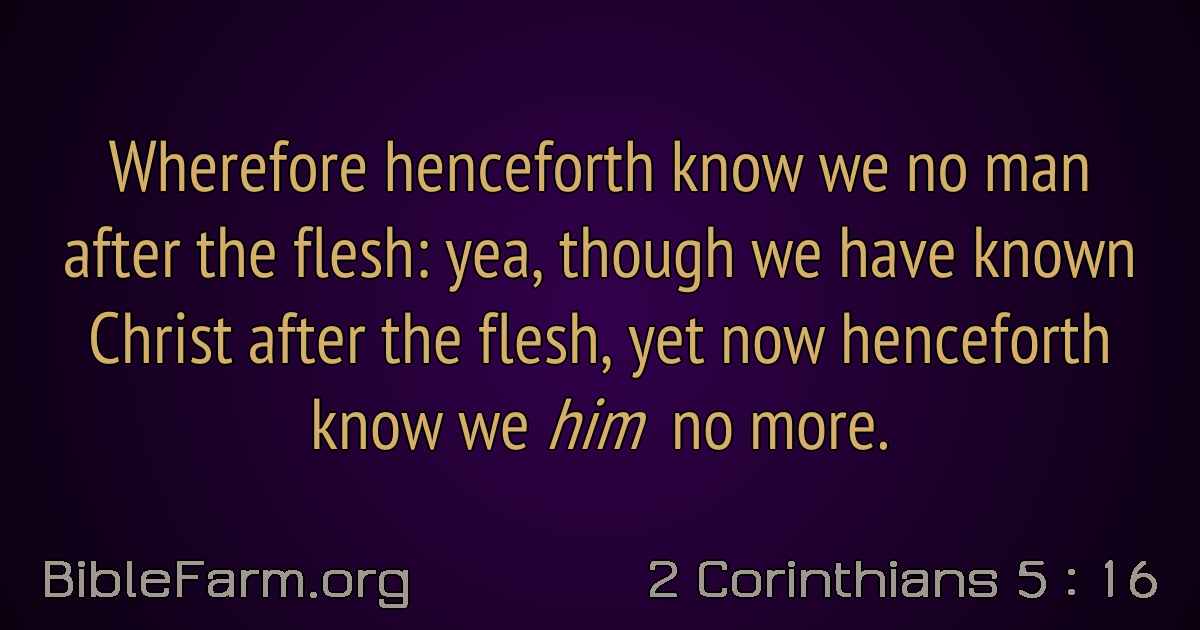 Wherefore henceforth know we no man
after the flesh: yea, though we have known
Christ after the flesh, yet now henceforth
know we him no more.
BibleFarm.org
2 Corinthians 5 : 16